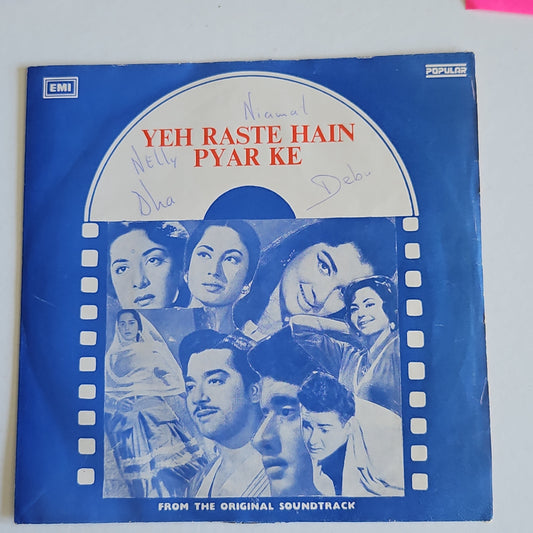 EMI
POPULAR
Niamal
YEH RASTE HAIN
Nelly
PYAR KE
Dha
Debu
FROM THE ORIGINAL SOUNDTRACK